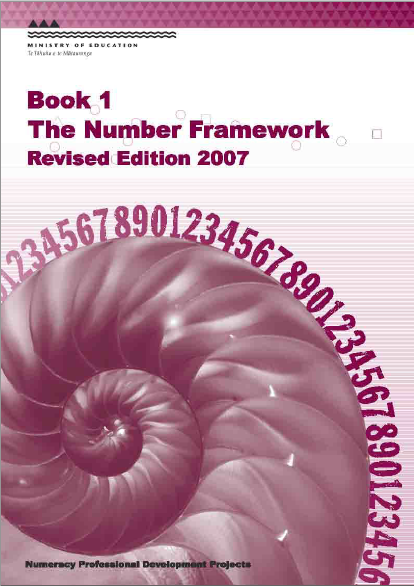 MINISTRY OF EDUCATION
Te Tāhuhu o te Mātauranga
Book 1
The Number Framework
Revised Edition 2007
123456789012345678901234567890123456
Numeracy Professional Development Projects